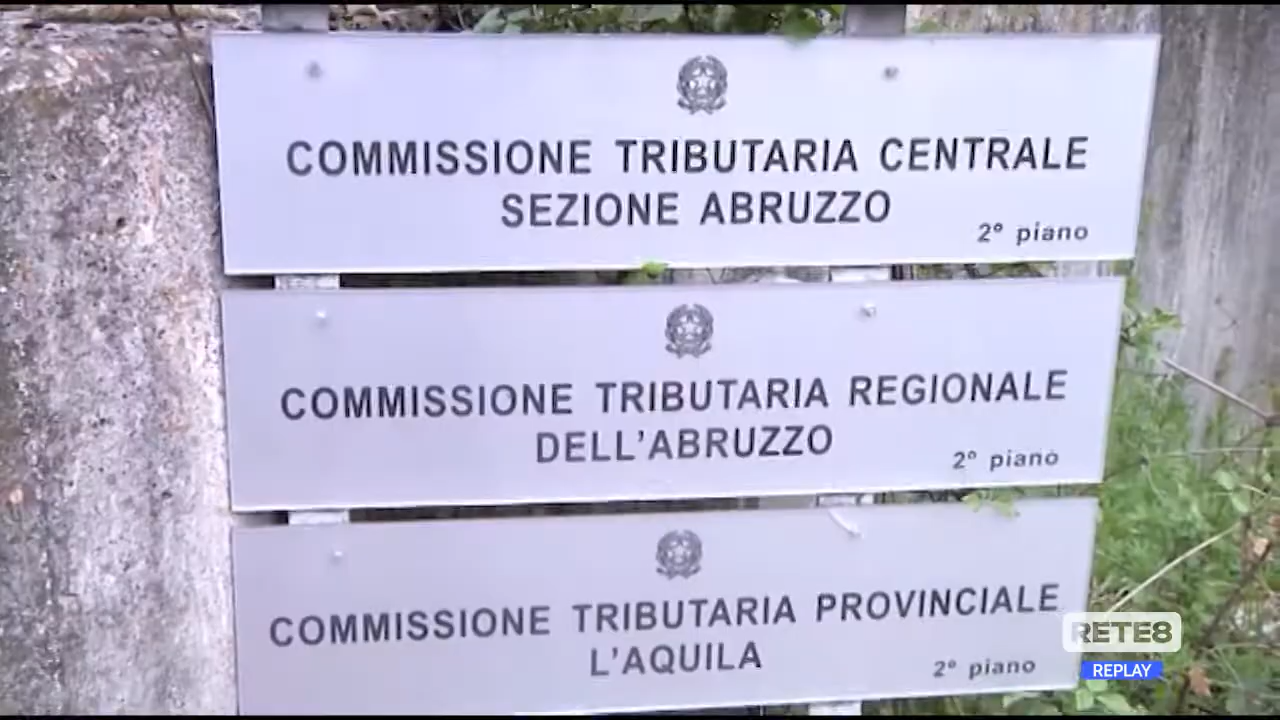 COMMISSIONE TRIBUTARIA CENTRALE
SEZIONE ABRUZZO
2° piano
COMMISSIONE TRIBUTARIA REGIONALE
DELL'ABRUZZO
2° piano
COMMISSIONE TRIBUTARIA PROVINCIALE
L'AQUILA
2° piano
RETE8
REPLAY